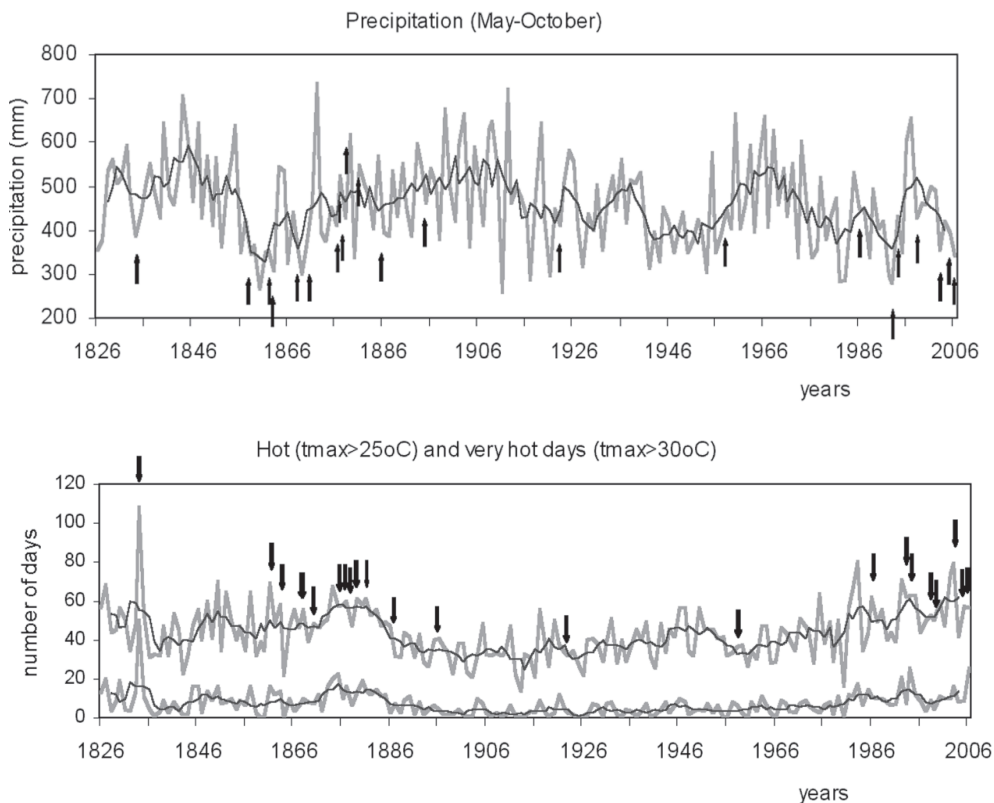 Precipitation (May-October)
precipitation (mm)
800
700
600
500
400
300
200
1826 1846 1866 1886 1906 1926 1946 1966 1986 2006
years
Hot (tmax>25oC) and very hot days (tmax>30oC)
number of days
120
100
80
60
40
20
0
1826 1846 1866 1886 1906 1926 1946 1966 1986 2006
years